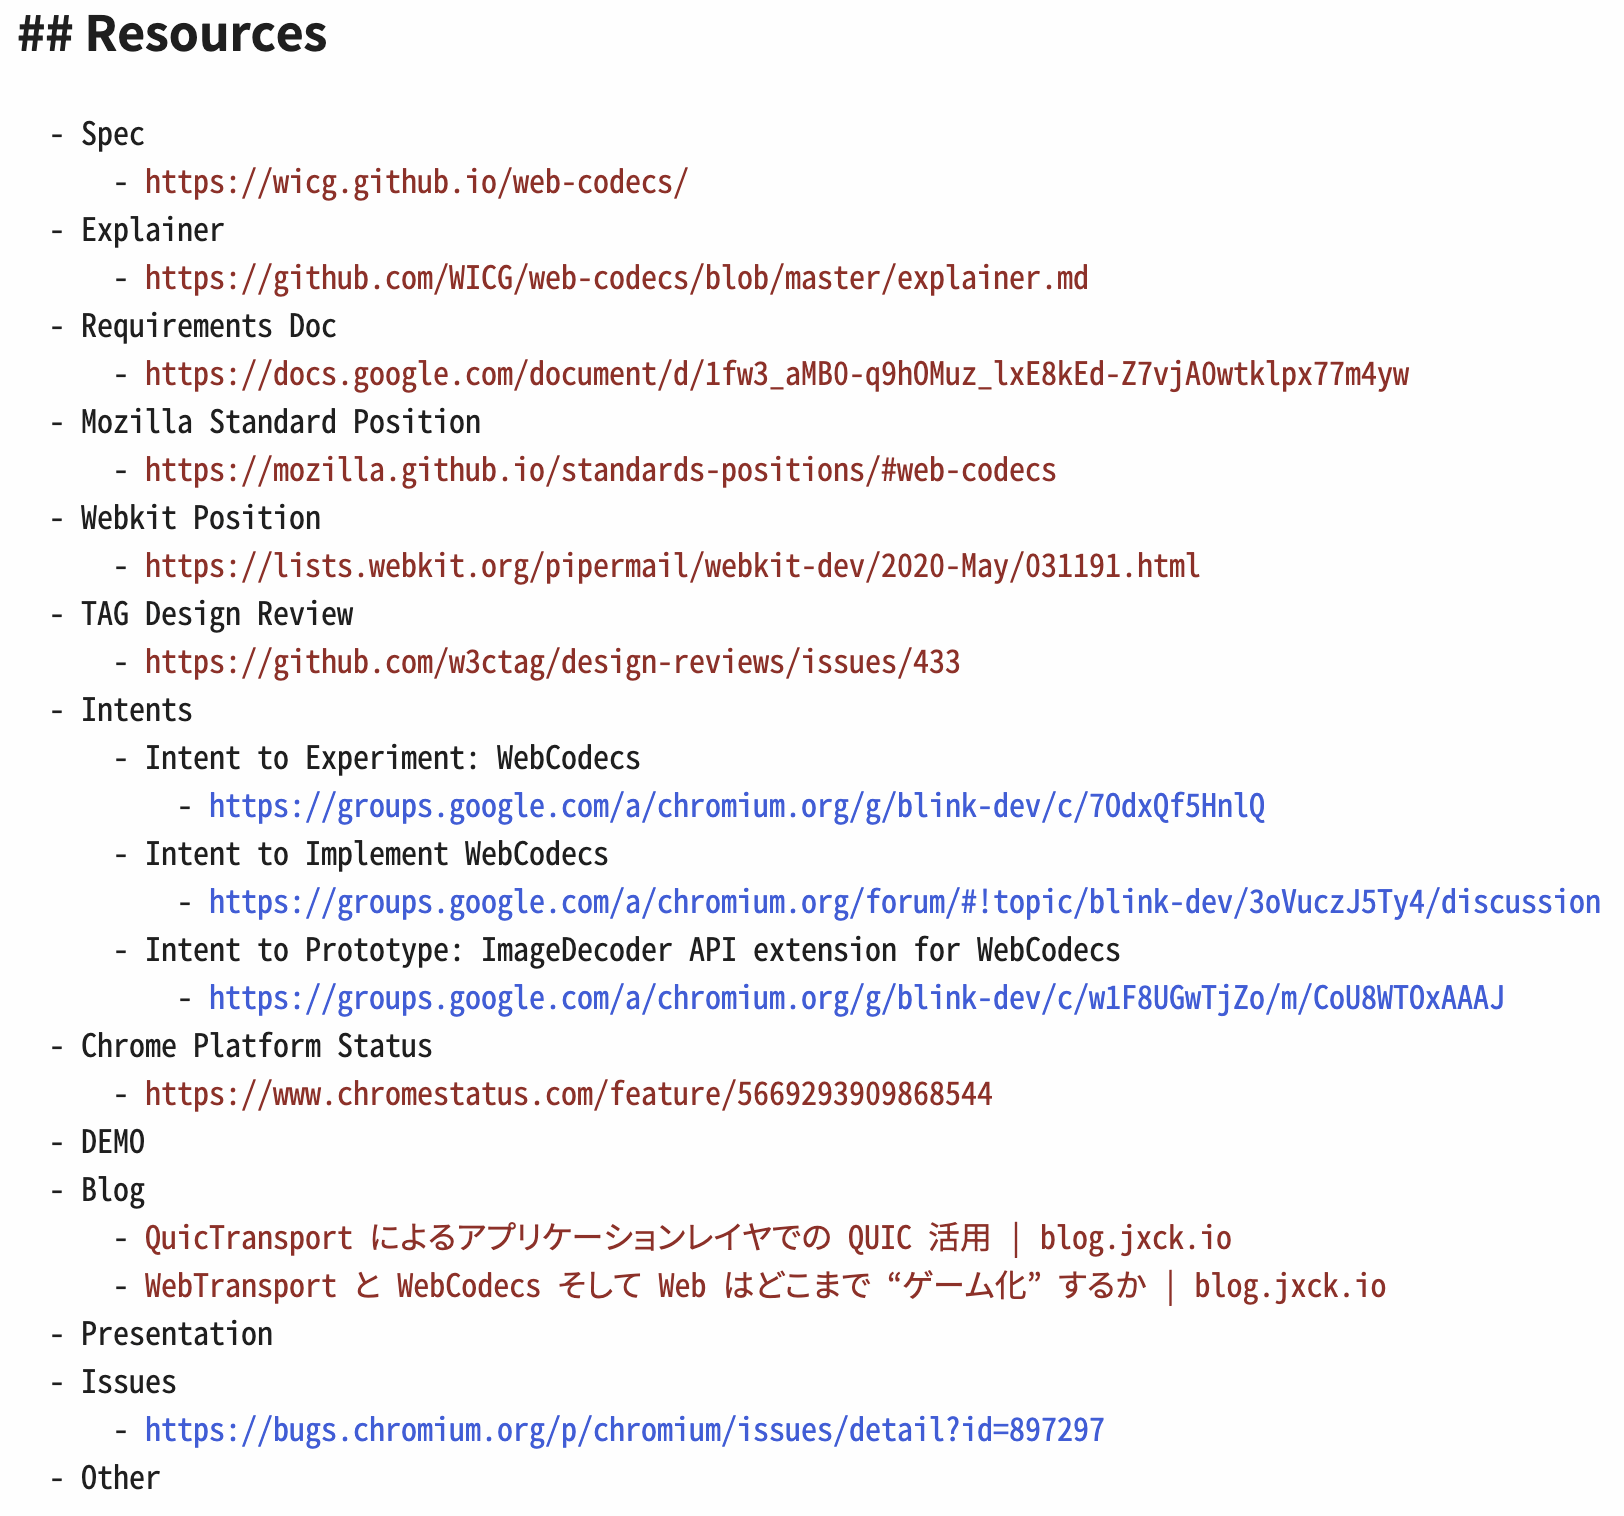 ## Resources
- Spec
- https://wicg.github.io/web-codecs/
- Explainer
- https://github.com/WICG/web-codecs/blob/master/explainer.md
- Requirements Doc
- https://docs.google.com/document/d/1fw3_aMB0-q9hOMuz_lxE8kEd-Z7vjAOwtklpx77m4yw
- Mozilla Standard Position
- https://mozilla.github.io/standards-positions/#web-codecs
- Webkit Position
- https://lists.webkit.org/pipermail/webkit-dev/2020-May/031191.html
- TAG Design Review
- https://github.com/w3ctag/design-reviews/issues/433
- Intents
- Intent to Experiment: WebCodecs
- https://groups.google.com/a/chromium.org/g/blink-dev/c/7OdxQf5HnlQ
- Intent to Implement WebCodecs
- https://groups.google.com/a/chromium.org/forum/#!topic/blink-dev/3oVuczJ5Ty4/discussion
- Intent to Prototype: ImageDecoder API extension for WebCodecs
- https://groups.google.com/a/chromium.org/g/blink-dev/c/w1F8UGwTjZo/m/CoU8WTOxAAAJ
- Chrome Platform Status
- https://www.chromestatus.com/feature/5669293909868544
- DEMO
- Blog
- QuicTransport によるアプリケーションレイヤでの QUIC 活用 | blog.jxck.io
- WebTransport と WebCodecs そして Web はどこまで “ゲーム化” するか | blog.jxck.io
- Presentation
- Issues
- https://bugs.chromium.org/p/chromium/issues/detail?id=897297
- Other